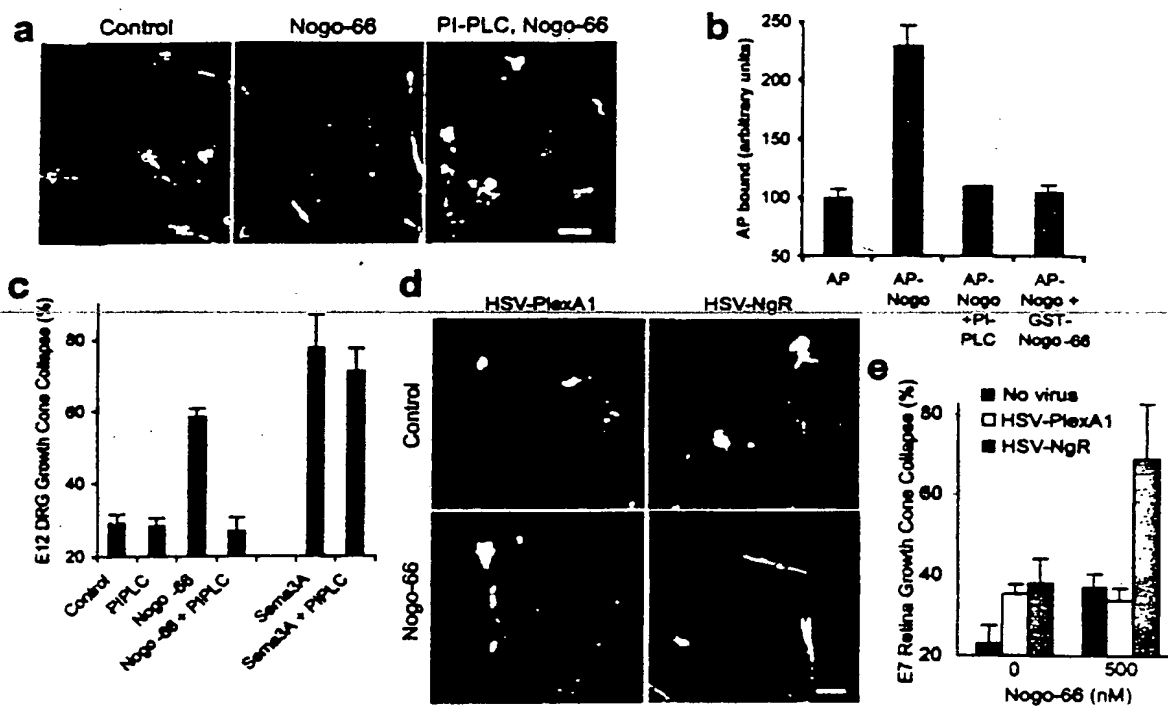 a
Control
Nogo-66
PI-PLC, Nogo-66
b
AP bound (arbitrary units)
250
200
150
100
50
AP
AP-
Nogo
AP-
Nogo
+PI-
PLC
AP-
Nogo +
GST-
Nogo-66
c
E12 DRG Growth Cone Collapse (%)
80
60
40
20
Control
PIPLC
Nogo -66
Nogo -66 + PIPLC
Sema3A
Sema3A + PIPLC
d
HSV-PlexA1
HSV-NgR
Control
Nogo-66
e
E7 Retina Growth Cone Collapse (%)
80
60
40
20
No virus
HSV-PlexA1
HSV-NgR
0
500
Nogo-66 (nM)